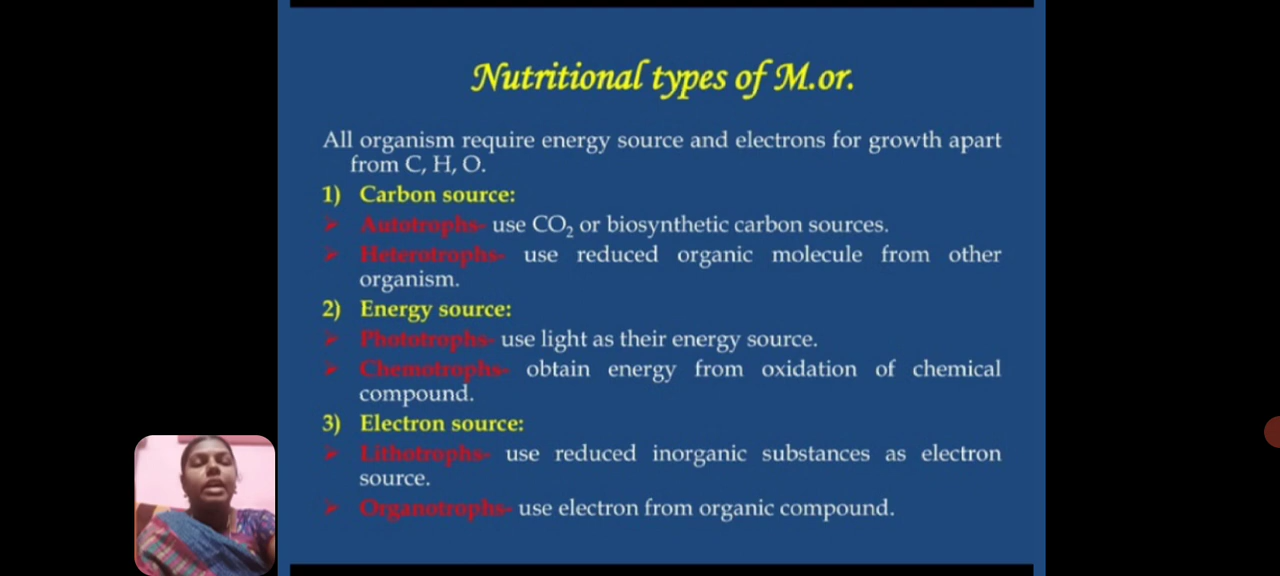 Nutritional types of M.or.
All organism require energy source and electrons for growth apart
from C, H, O.
1) Carbon source:
➢ Autotrophs- use CO₂ or biosynthetic carbon sources.
➢ Heterotrophs- use reduced organic molecule from other
organism.
2) Energy source:
➢ Phototrophs- use light as their energy source.
➢ Chemotrophs- obtain energy from oxidation of chemical
compound.
3) Electron source:
➢ Lithotrophs- use reduced inorganic substances as electron
source.
➢ Organotrophs- use electron from organic compound.